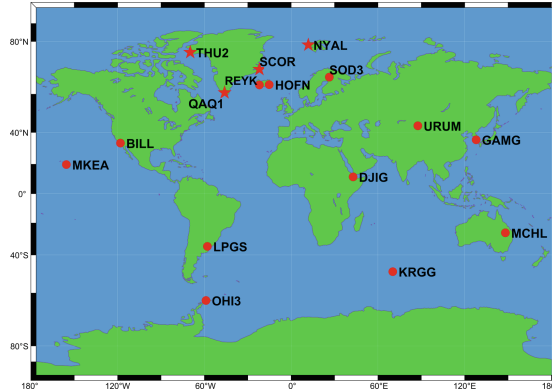 80°N
NYAL
THU2
SCOR
SOD3
REYK
HOFN
QAQ1
URUM
40°N
BILL
GAMG
MKEA
DJIG
0°
MCHL
LPGS
40°S
KRGG
OHI3
80°S
180°
120°W
60°W
0°
60°E
120°E
180